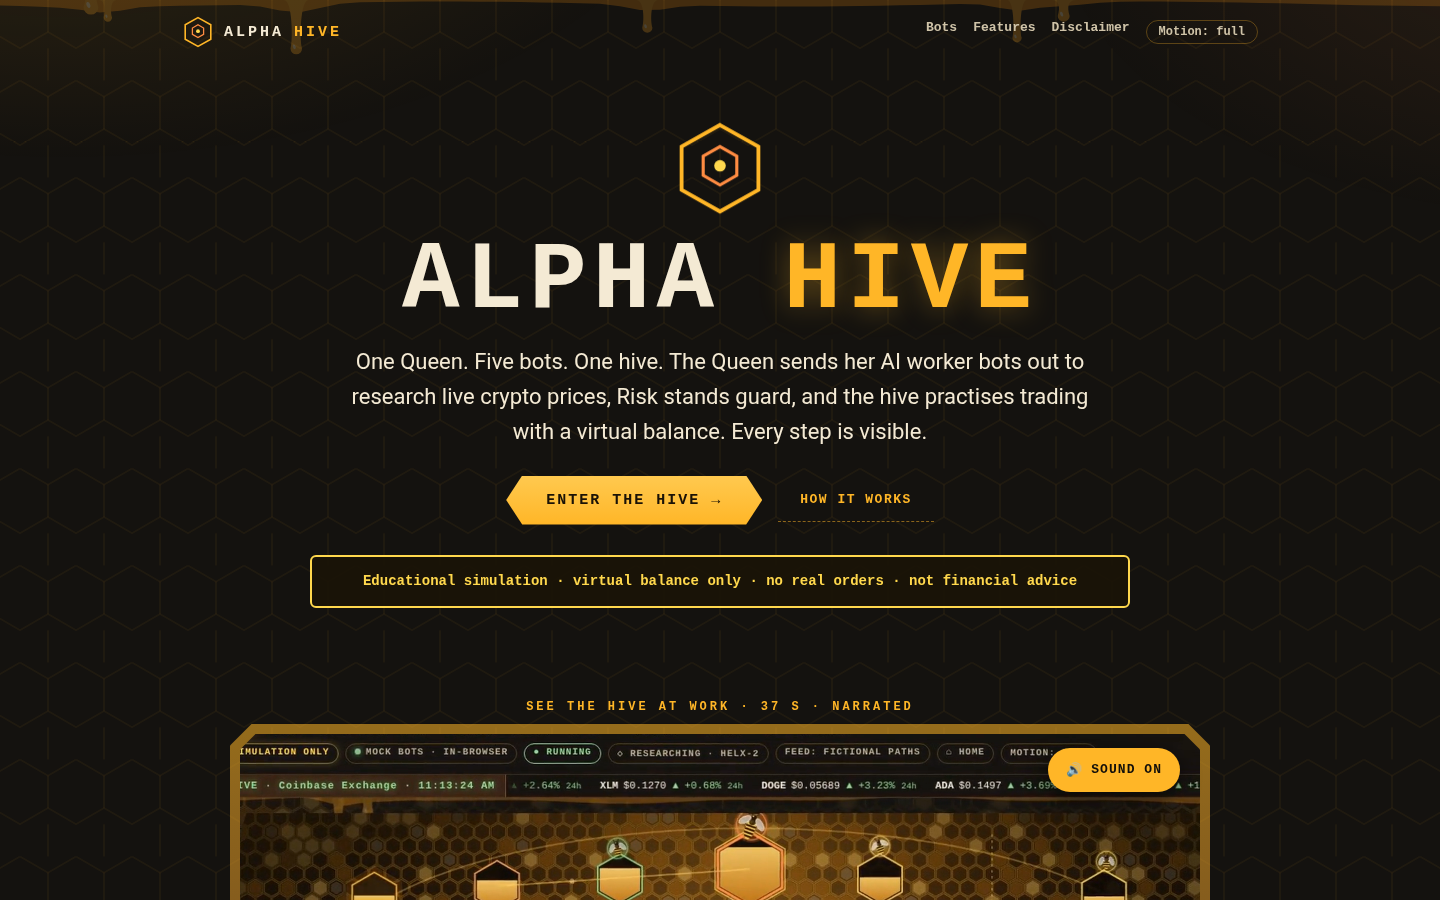 ALPHA HIVE
Bots Features Disclaimer Motion: full
ALPHA HIVE
One Queen. Five bots. One hive. The Queen sends her AI worker bots out to
research live crypto prices, Risk stands guard, and the hive practises trading
with a virtual balance. Every step is visible.
ENTER THE HIVE →
HOW IT WORKS
Educational simulation · virtual balance only · no real orders · not financial advice
SEE THE HIVE AT WORK · 37 S · NARRATED
IMULATION ONLY MOCK BOTS · IN-BROWSER ● RUNNING ◇ RESEARCHING · HELX-2 FEED: FICTIONAL PATHS ⌂ HOME MOTION:
🔊 SOUND ON
IVE · Coinbase Exchange · 11:13:24 AM ▲ +2.64% 24h XLM $0.1270 ▲ +0.68% 24h DOGE $0.05689 ▲ +3.23% 24h ADA $0.1497 ▲ +3.69 ▲ +1